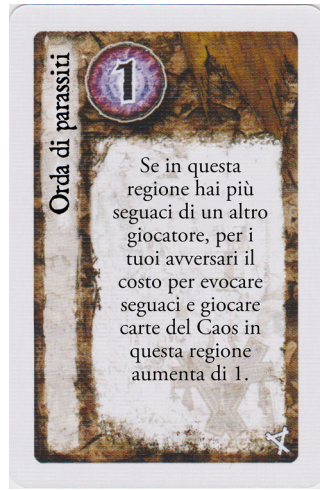 Orda di parassiti
1
Se in questa
regione hai più
seguaci di un altro
giocatore, per i
tuoi avversari il
costo per evocare
seguaci e giocare
carte del Caos in
questa regione
aumenta di 1.